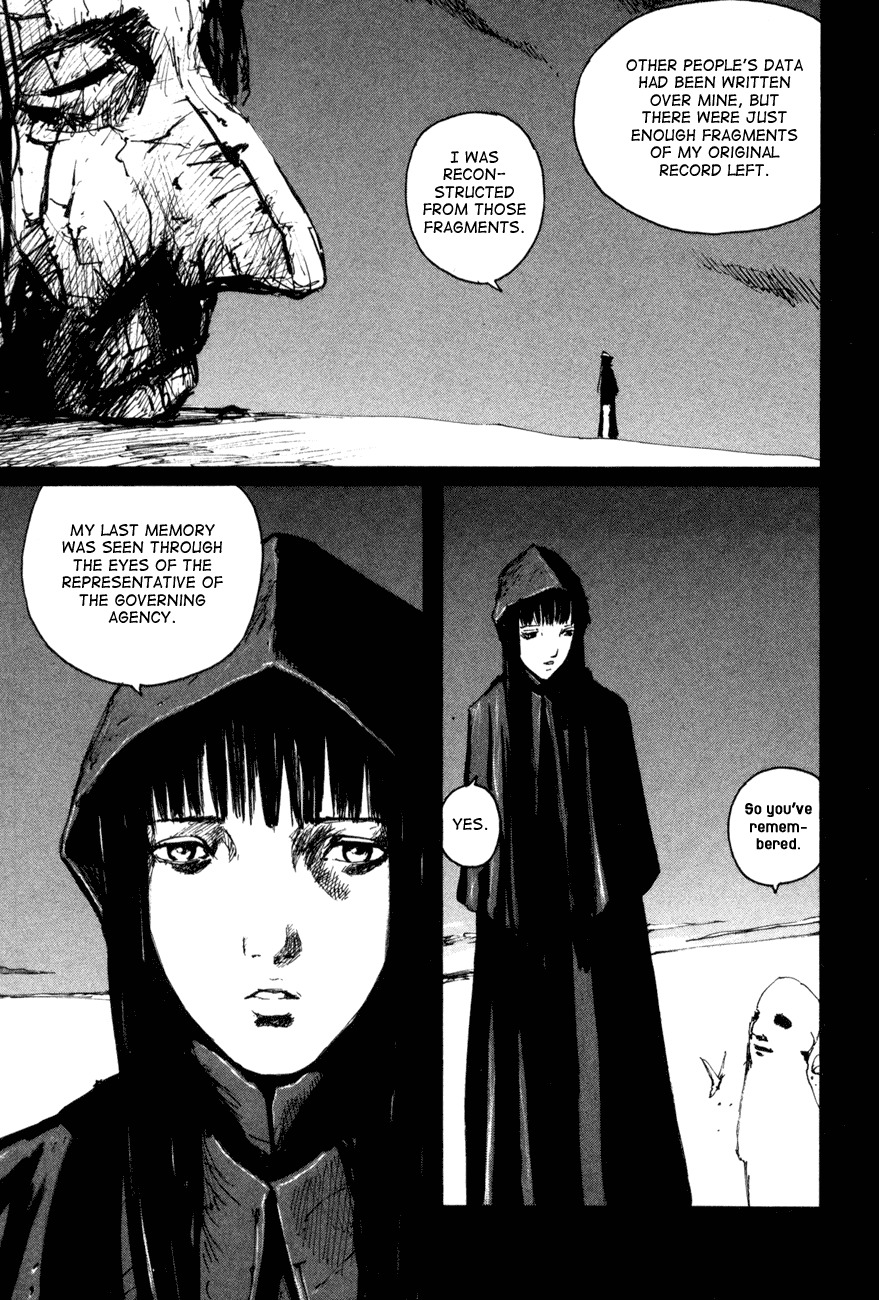 OTHER PEOPLE'S DATA
HAD BEEN WRITTEN
OVER MINE, BUT
THERE WERE JUST
ENOUGH FRAGMENTS
OF MY ORIGINAL
RECORD LEFT.
I WAS
RECON-
STRUCTED
FROM THOSE
FRAGMENTS.
So you've
remem-
bered.
YES.
MY LAST MEMORY
WAS SEEN THROUGH
THE EYES OF THE
REPRESENTATIVE OF
THE GOVERNING
AGENCY.